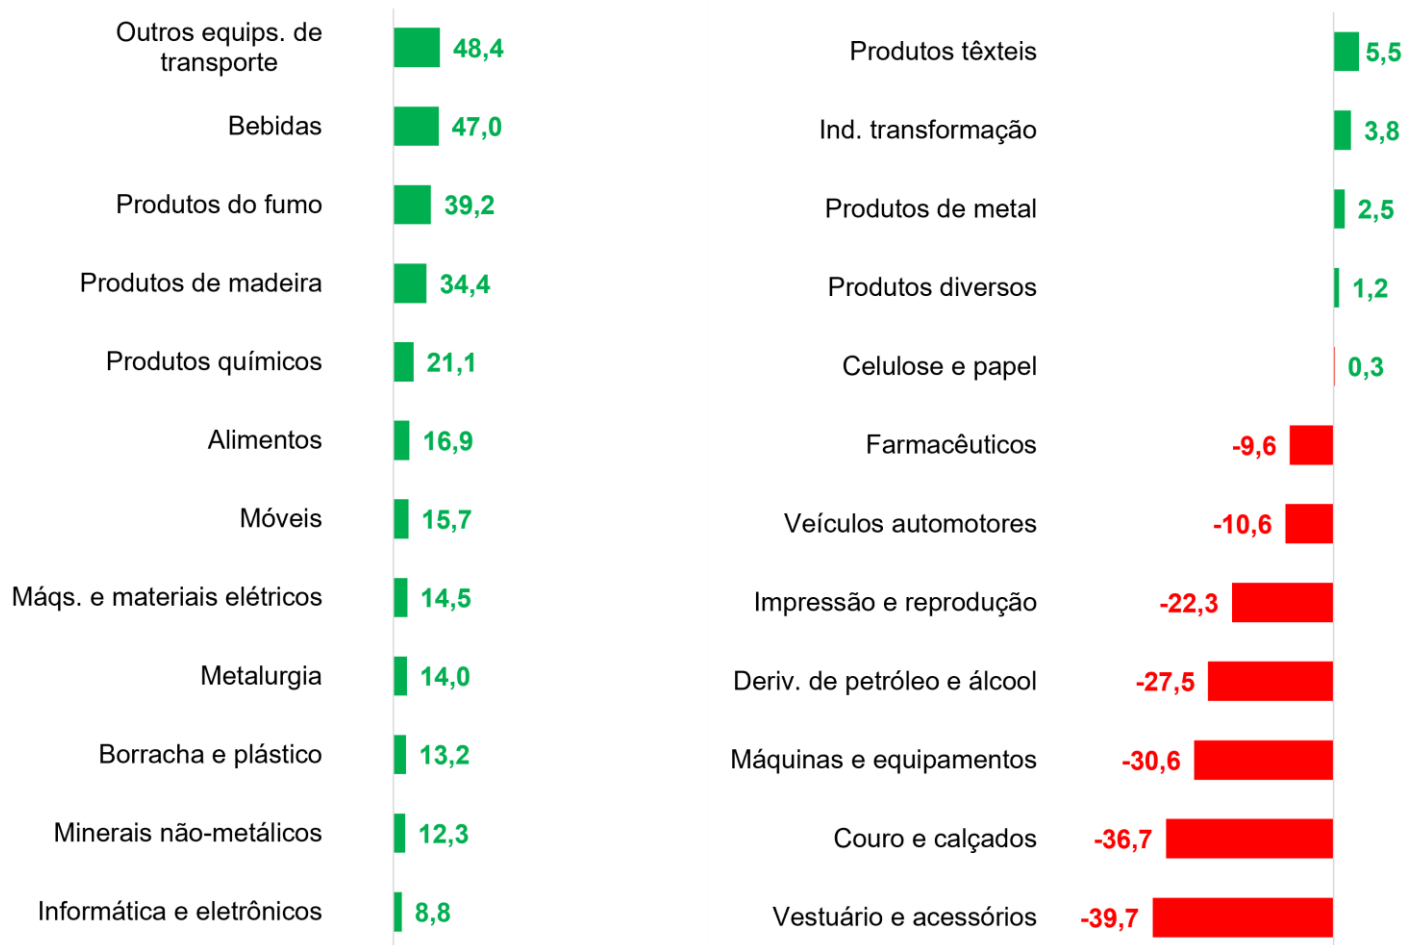 Outros equips. de
transporte
48,4
Bebidas
47,0
Produtos do fumo
39,2
Produtos de madeira
34,4
Produtos químicos
21,1
Alimentos
16,9
Móveis
15,7
Máqs. e materiais elétricos
14,5
Metalurgia
14,0
Borracha e plástico
13,2
Minerais não-metálicos
12,3
Informática e eletrônicos
8,8
Produtos têxteis
5,5
Ind. transformação
3,8
Produtos de metal
2,5
Produtos diversos
1,2
Celulose e papel
0,3
Farmacêuticos
-9,6
Veículos automotores
-10,6
Impressão e reprodução
-22,3
Deriv. de petróleo e álcool
-27,5
Máquinas e equipamentos
-30,6
Couro e calçados
-36,7
Vestuário e acessórios
-39,7